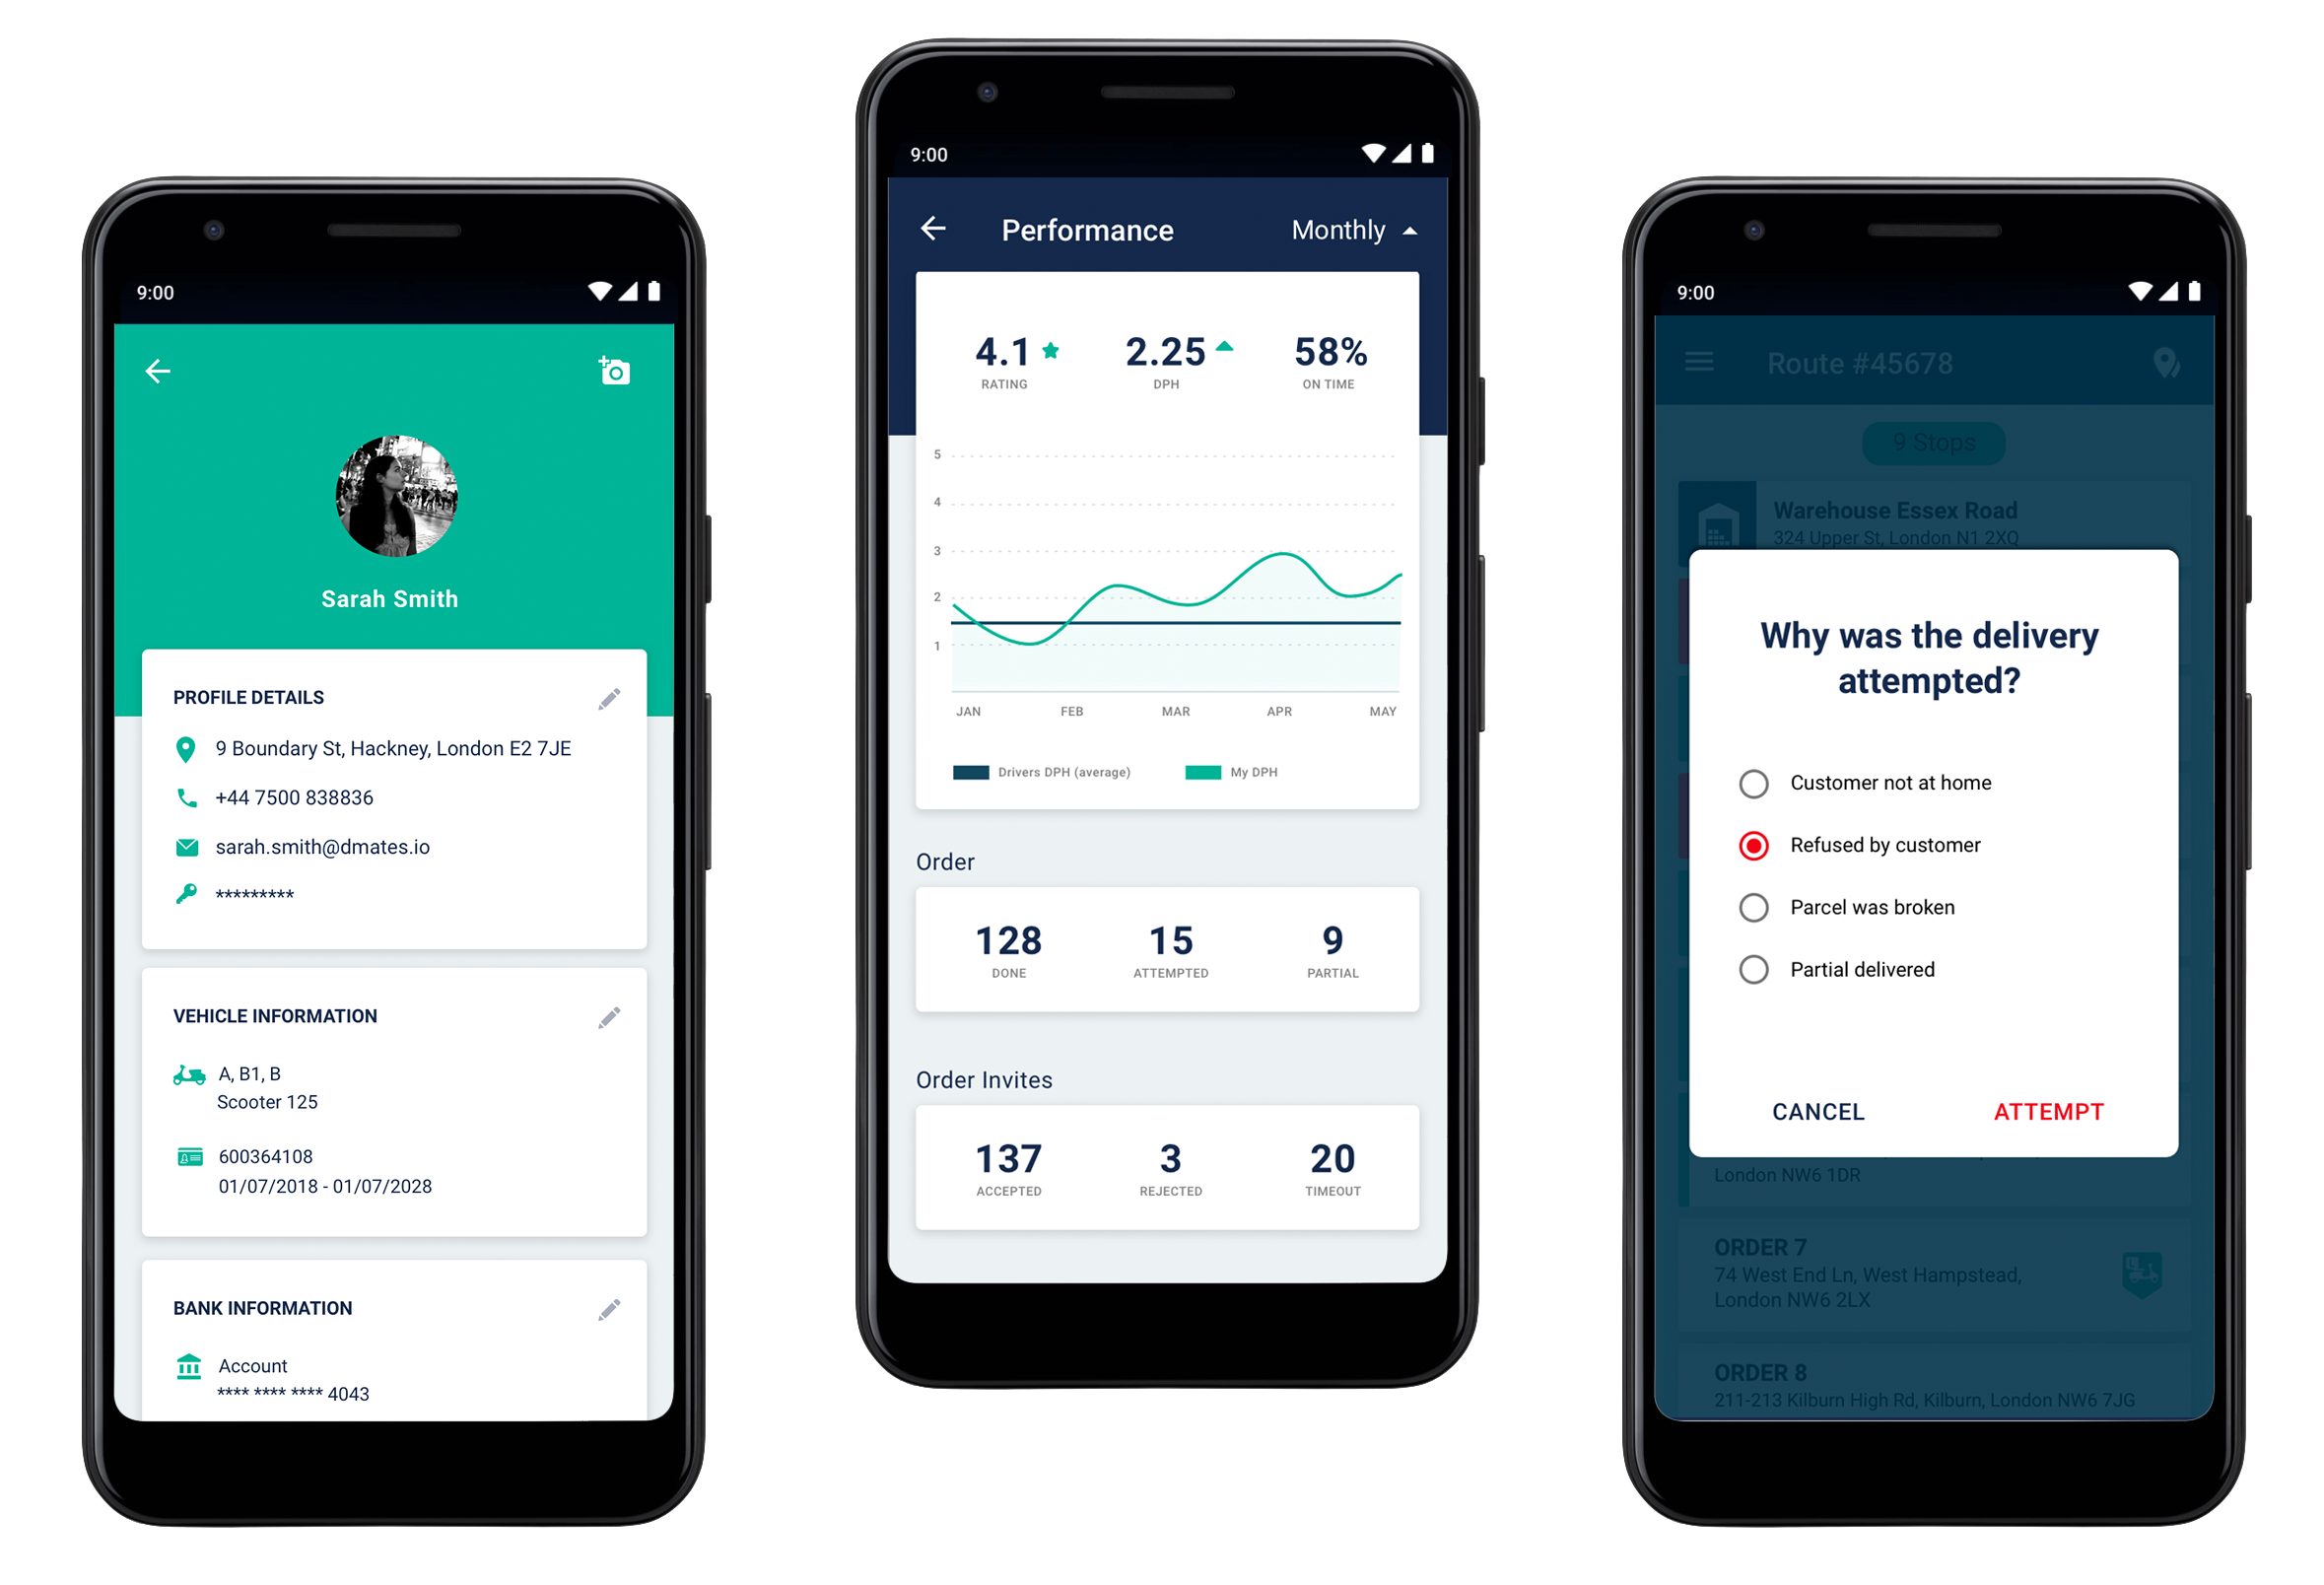 9:00
Sarah Smith
PROFILE DETAILS
9 Boundary St, Hackney, London E2 7JE
+44 7500 838836
sarah.smith@dmates.io
*********
VEHICLE INFORMATION
A, B1, B
Scooter 125
600364108
01/07/2018 - 01/07/2028
BANK INFORMATION
Account
**** **** **** 4043
9:00
Performance
Monthly
4.1 2.25 58%
RATING DPH ON TIME
5
4
3
2
1
JAN FEB MAR APR MAY
Drivers DPH (average) My DPH
Order
128 15 9
DONE ATTEMPTED PARTIAL
Order Invites
137 3 20
ACCEPTED REJECTED TIMEOUT
9:00
Route #45678
9 Stops
Warehouse Essex Road
324 Upper St, London N1 2XQ
Why was the delivery
attempted?
Customer not at home
Refused by customer
Parcel was broken
Partial delivered
CANCEL ATTEMPT
London NW6 1DR
ORDER 7
74 West End Ln, West Hampstead,
London NW6 2LX
ORDER 8
211-213 Kilburn High Rd, Kilburn, London NW6 7JG